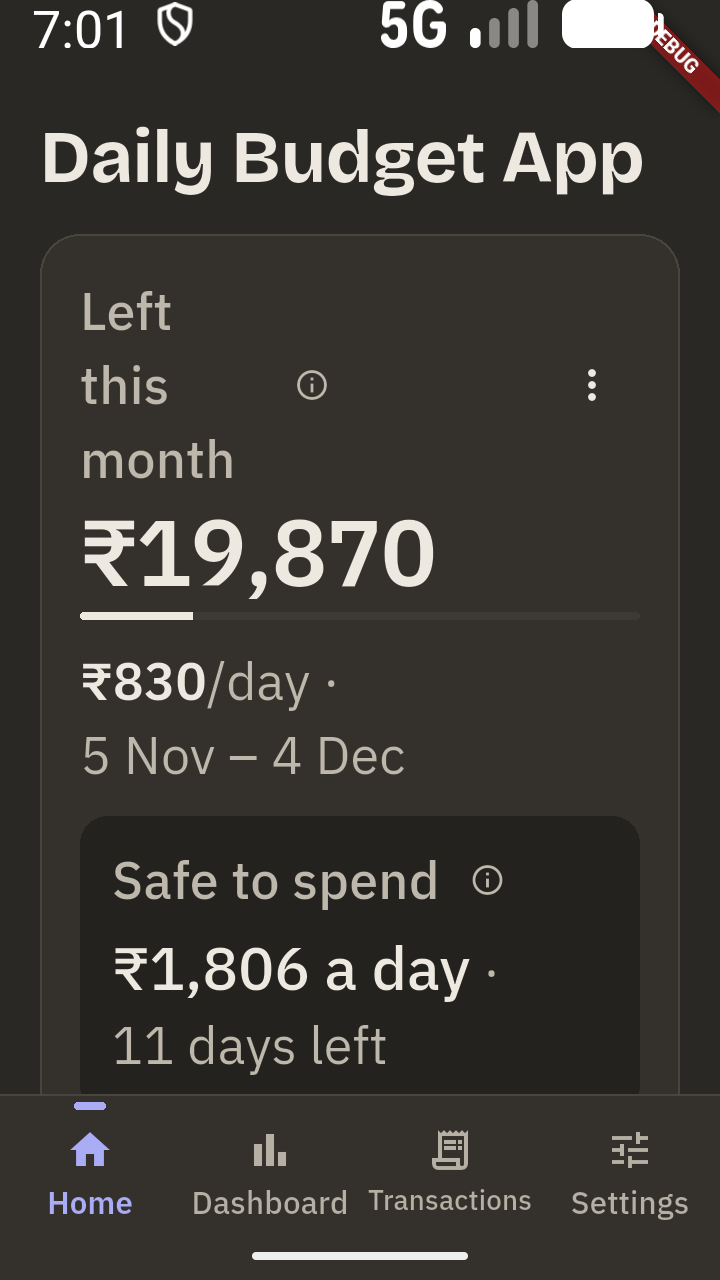 7:01 5G
DEBUG
Daily Budget App
Left
this
month
₹19,870
₹830/day ·
5 Nov – 4 Dec
Safe to spend
₹1,806 a day ·
11 days left
Home Dashboard Transactions Settings